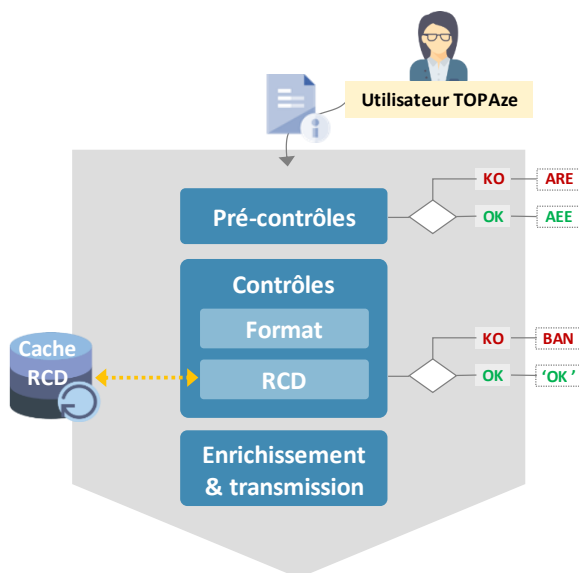 Utilisateur TOPAze
Pré-contrôles
KO
ARE
OK
AEE
Contrôles
Format
RCD
Cache
RCD
KO
BAN
OK
‘OK’
Enrichissement
& transmission